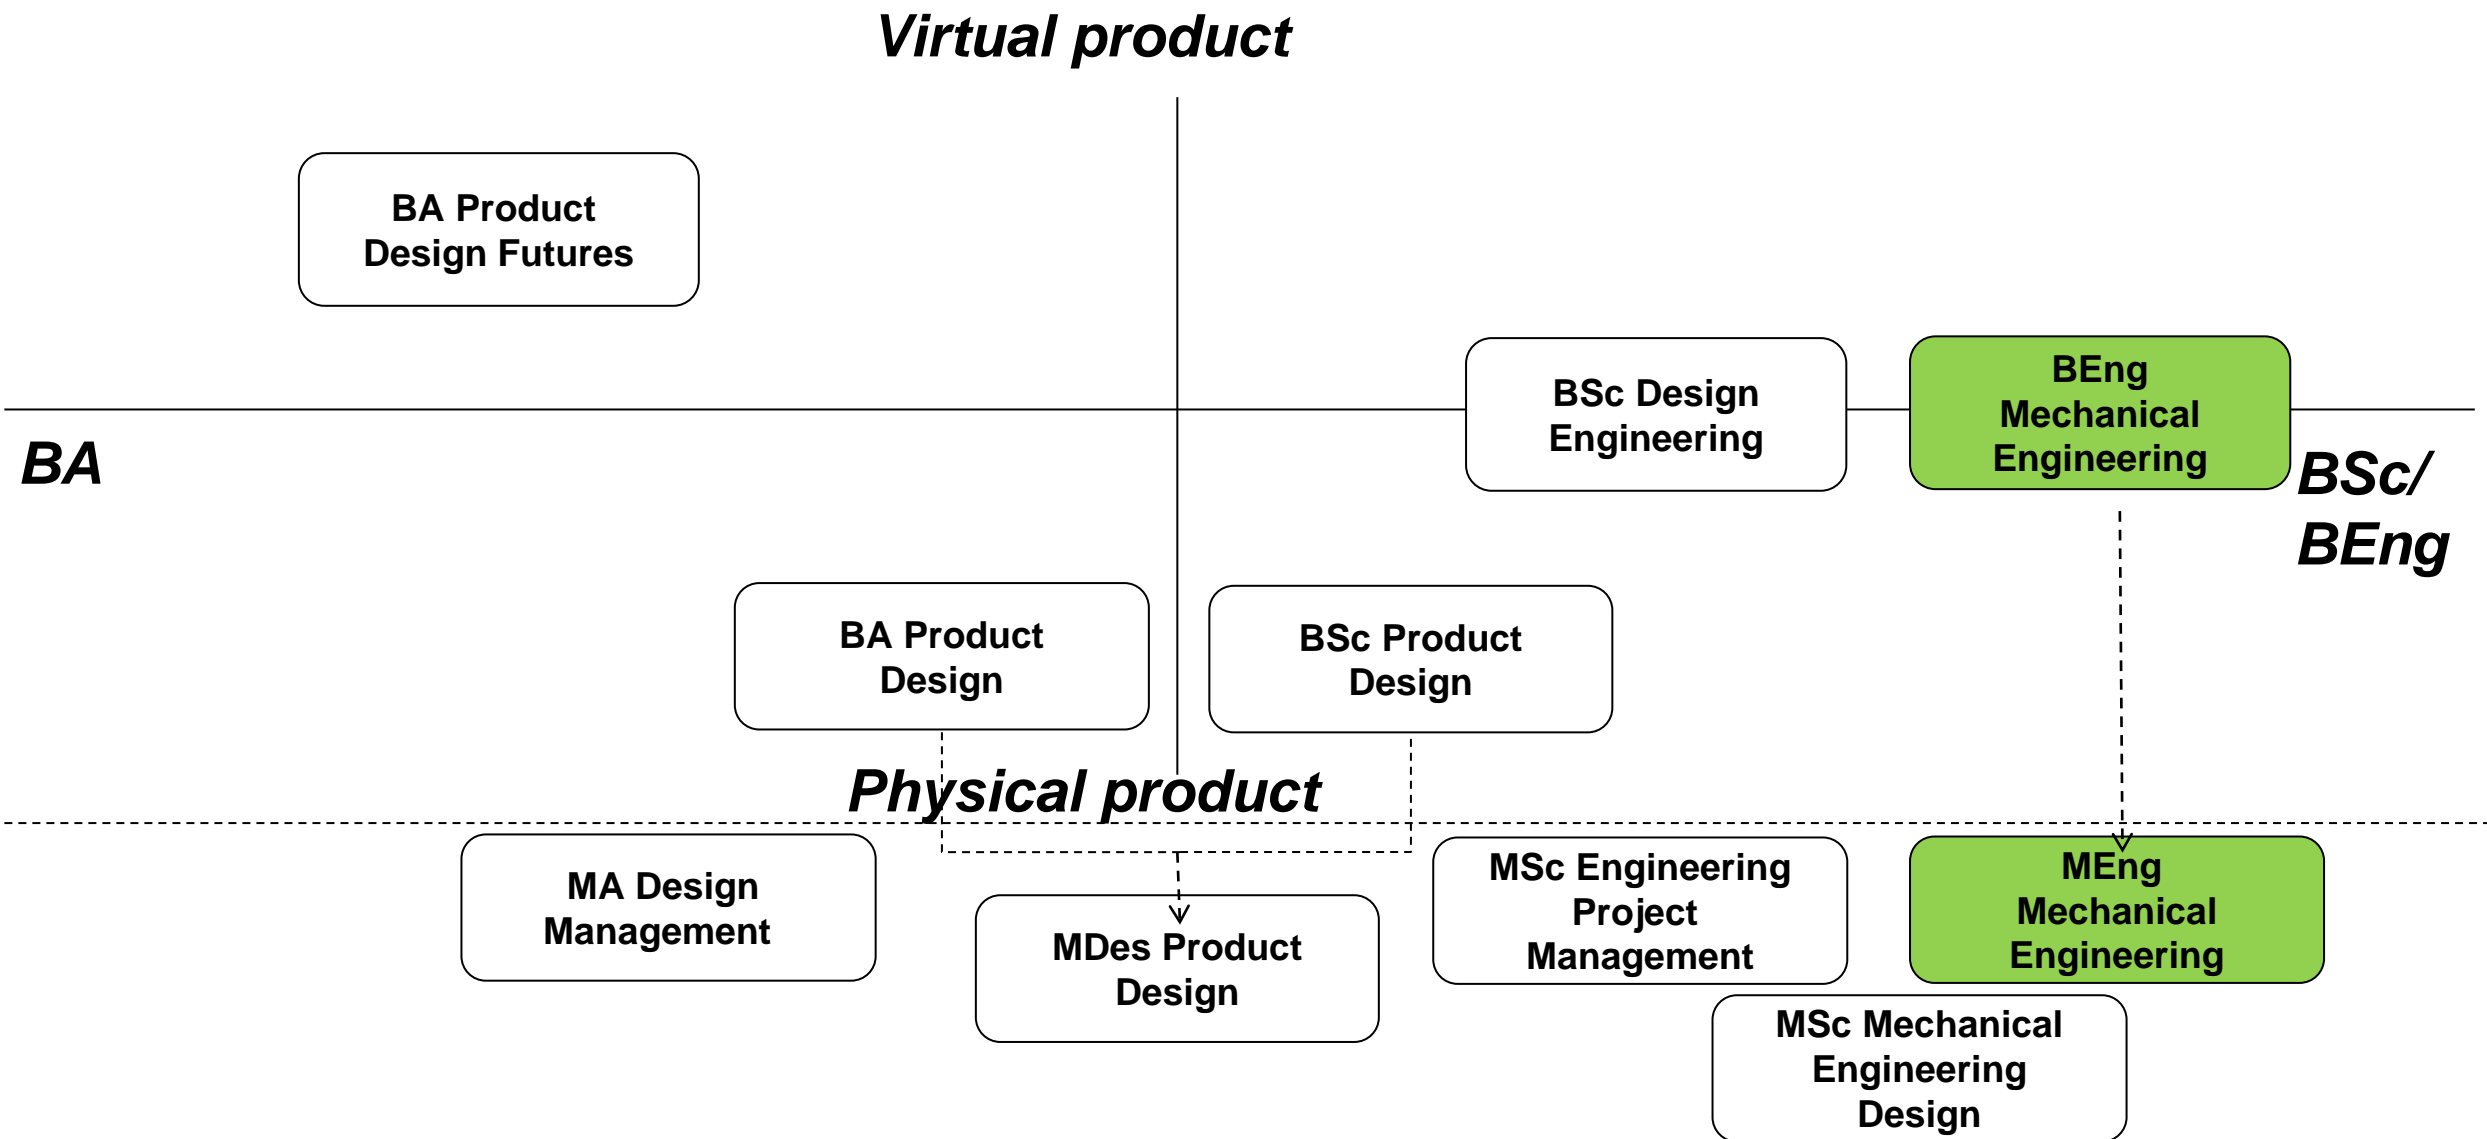 Virtual product
BA Product
Design Futures
BSc Design
Engineering
BEng
Mechanical
Engineering
BA
BSc/
BEng
BA Product
Design
BSc Product
Design
Physical product
MA Design
Management
MDes Product
Design
MSc Engineering
Project
Management
MEng
Mechanical
Engineering
MSc Mechanical
Engineering
Design